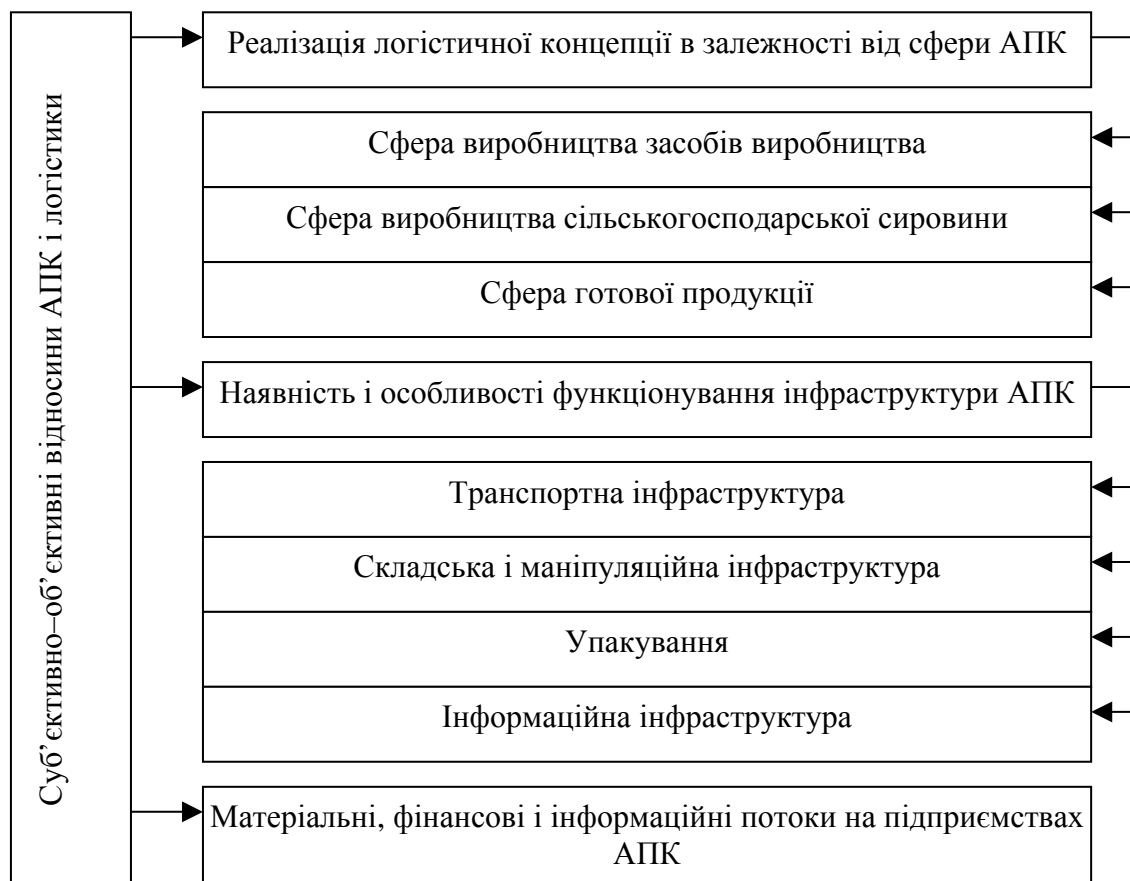 Суб’єктивно–об’єктивні відносини АПК і логістики
Реалізація логістичної концепції в залежності від сфери АПК
Сфера виробництва засобів виробництва
Сфера виробництва сільськогосподарської сировини
Сфера готової продукції
Наявність і особливості функціонування інфраструктури АПК
Транспортна інфраструктура
Складська і маніпуляційна інфраструктура
Упакування
Інформаційна інфраструктура
Матеріальні, фінансові і інформаційні потоки на підприємствах
АПК